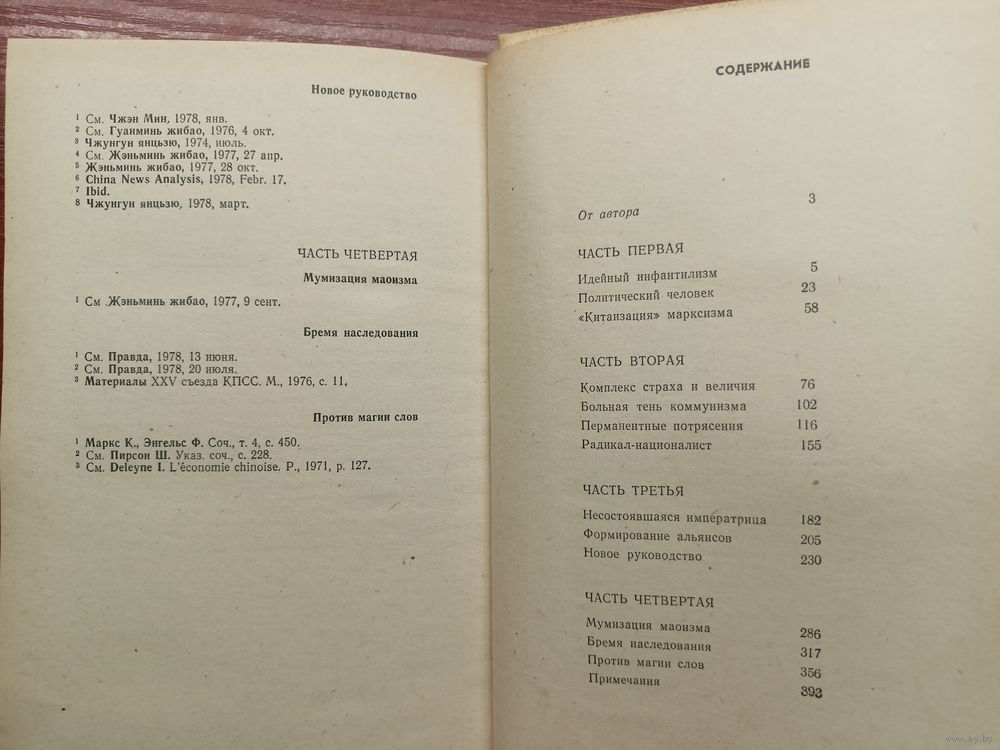 Новое руководство
1 См. Чжэн Мин, 1978, янв.
2 См. Гуанминь жибао, 1976, 4 окт.
3 Чжунгун янцьзю, 1974, июль.
4 См. Жэньминь жибао, 1977, 27 апр.
5 Жэньминь жибао, 1977, 28 окт.
6 China News Analysis, 1978, Febr. 17.
7 Ibid.
8 Чжунгун янцьзю, 1978, март.
ЧАСТЬ ЧЕТВЕРТАЯ
Мумизация маоизма
1 См .Жэньминь жибао, 1977, 9 сент.
Бремя наследования
1 См. Правда, 1978, 13 июня.
2 См. Правда, 1978, 20 июля.
3 Материалы XXV съезда КПСС. М., 1976, с. 11.
Против магии слов
1 Маркс К., Энгельс Ф. Соч., т. 4, с. 450.
2 См. Пирсон Ш. Указ. соч., с. 228.
3 См. Deleyne I. L'économie chinoise. P., 1971, p. 127.
СОДЕРЖАНИЕ
От автора 3
ЧАСТЬ ПЕРВАЯ
Идейный инфантилизм 5
Политический человек 23
«Китаизация» марксизма 58
ЧАСТЬ ВТОРАЯ
Комплекс страха и величия 76
Больная тень коммунизма 102
Перманентные потрясения 116
Радикал-националист 155
ЧАСТЬ ТРЕТЬЯ
Несостоявшаяся императрица 182
Формирование альянсов 205
Новое руководство 230
ЧАСТЬ ЧЕТВЕРТАЯ
Мумизация маоизма 286
Бремя наследования 317
Против магии слов 356
Примечания 393
www.ay.by